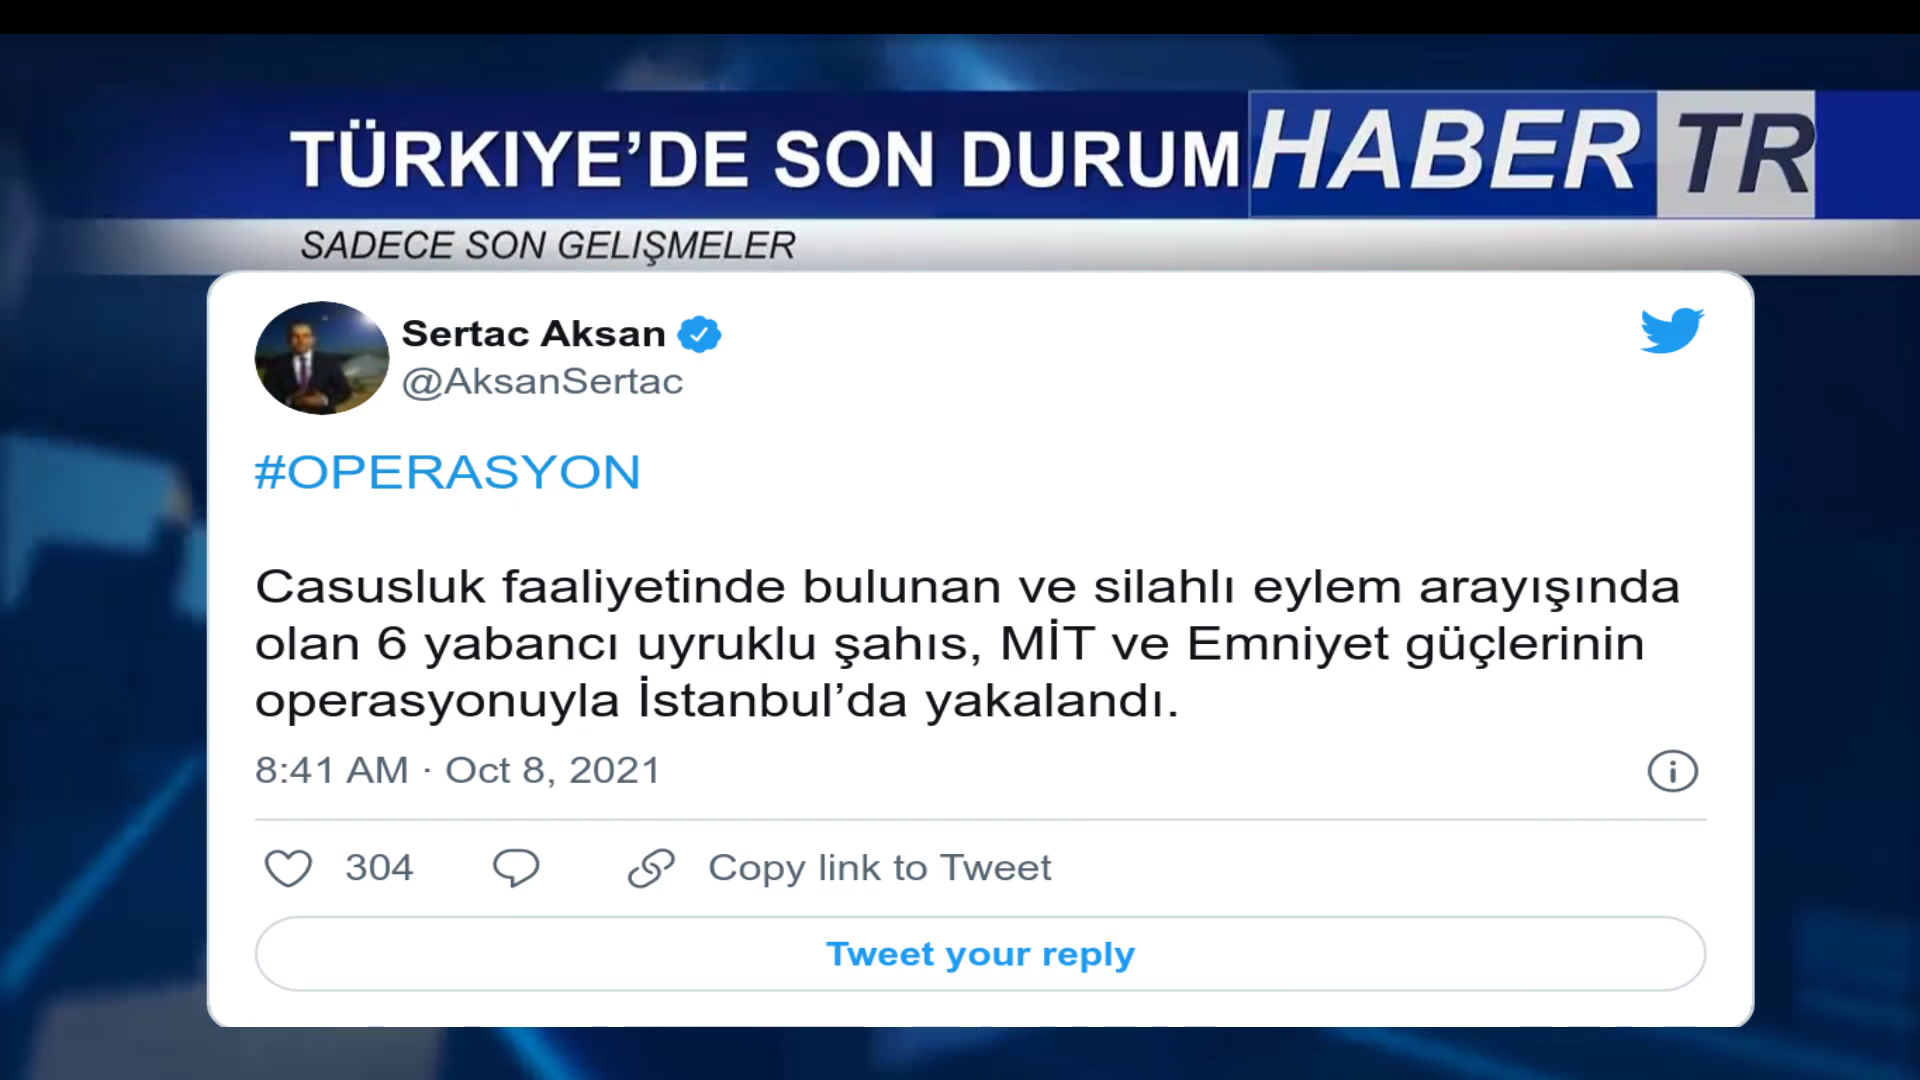 TÜRKIYE’DE SON DURUM HABER TR
SADECE SON GELIŞMELER
Sertac Aksan
@AksanSertac
#OPERASYON
Casusluk faaliyetinde bulunan ve silahlı eylem arayışında
olan 6 yabancı uyruklu şahıs, MİT ve Emniyet güçlerinin
operasyonuyla İstanbul’da yakalandı.
8:41 AM · Oct 8, 2021
304 Copy link to Tweet
Tweet your reply